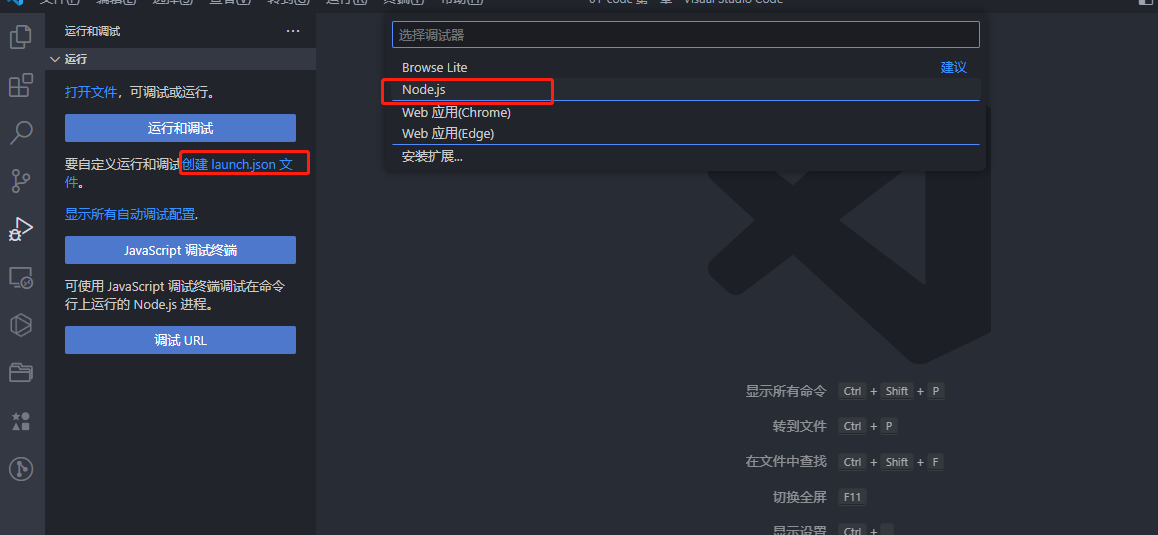 运行和调试
运行
打开文件，可调试或运行。
运行和调试
要自定义运行和调试创建 launch.json 文
件。
显示所有自动调试配置.
JavaScript 调试终端
可使用 JavaScript 调试终端调试在命令
行上运行的 Node.js 进程。
调试 URL
选择调试器
Browse Lite 建议
Node.js
Web 应用(Chrome)
Web 应用(Edge)
安装扩展...
显示所有命令 Ctrl + Shift + P
转到文件 Ctrl + P
在文件中查找 Ctrl + Shift + F
切换全屏 F11
显示设置 Ctrl +